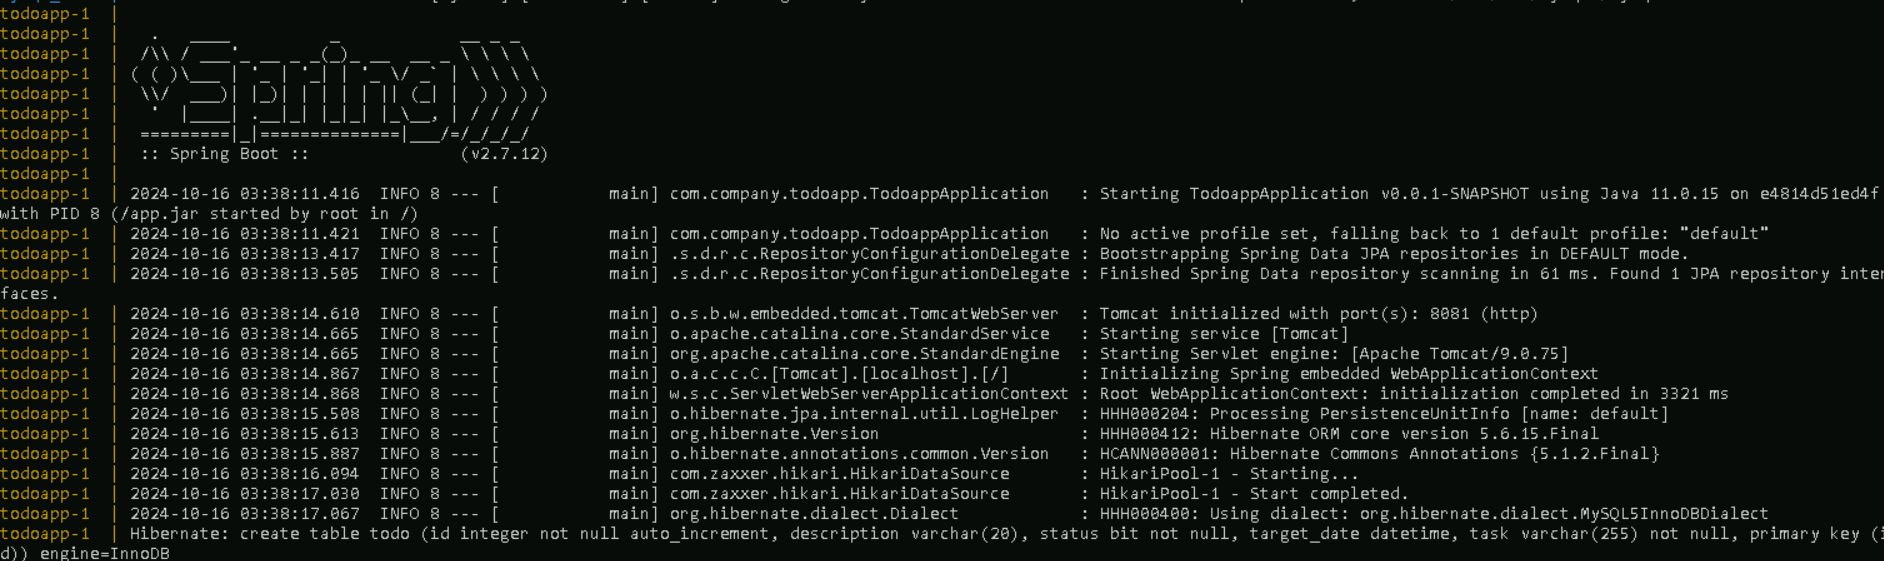 todoapp-1  |
todoapp-1  |   .   ____          _            __ _ _
todoapp-1  |  /\\ / ___'_ __ _ _(_)_ __  __ _ \ \ \ \
todoapp-1  | ( ( )\___ | '_ | '_| | '_ \/ _` | \ \ \ \
todoapp-1  |  \\/  ___)| |_)| | | | | || (_| |  ) ) ) )
todoapp-1  |   '  |____| .__|_| |_|_| |_\__, | / / / /
todoapp-1  |  =========|_|==============|___/=/_/_/_/
todoapp-1  |  :: Spring Boot ::                (v2.7.12)
todoapp-1  |
todoapp-1  | 2024-10-16 03:38:11.416  INFO 8 --- [           main] com.company.todoapp.TodoappApplication   : Starting TodoappApplication v0.0.1-SNAPSHOT using Java 11.0.15 on e4814d51ed4f
with PID 8 (/app.jar started by root in /)
todoapp-1  | 2024-10-16 03:38:11.421  INFO 8 --- [           main] com.company.todoapp.TodoappApplication   : No active profile set, falling back to 1 default profile: "default"
todoapp-1  | 2024-10-16 03:38:13.417  INFO 8 --- [           main] .s.d.r.c.RepositoryConfigurationDelegate : Bootstrapping Spring Data JPA repositories in DEFAULT mode.
todoapp-1  | 2024-10-16 03:38:13.505  INFO 8 --- [           main] .s.d.r.c.RepositoryConfigurationDelegate : Finished Spring Data repository scanning in 61 ms. Found 1 JPA repository inter
faces.
todoapp-1  | 2024-10-16 03:38:14.610  INFO 8 --- [           main] o.s.b.w.embedded.tomcat.TomcatWebServer  : Tomcat initialized with port(s): 8081 (http)
todoapp-1  | 2024-10-16 03:38:14.665  INFO 8 --- [           main] o.apache.catalina.core.StandardService   : Starting service [Tomcat]
todoapp-1  | 2024-10-16 03:38:14.665  INFO 8 --- [           main] org.apache.catalina.core.StandardEngine  : Starting Servlet engine: [Apache Tomcat/9.0.75]
todoapp-1  | 2024-10-16 03:38:14.867  INFO 8 --- [           main] o.a.c.c.C.[Tomcat].[localhost].[/]       : Initializing Spring embedded WebApplicationContext
todoapp-1  | 2024-10-16 03:38:14.868  INFO 8 --- [           main] w.s.c.ServletWebServerApplicationContext : Root WebApplicationContext: initialization completed in 3321 ms
todoapp-1  | 2024-10-16 03:38:15.508  INFO 8 --- [           main] o.hibernate.jpa.internal.util.LogHelper  : HHH000204: Processing PersistenceUnitInfo [name: default]
todoapp-1  | 2024-10-16 03:38:15.613  INFO 8 --- [           main] org.hibernate.Version                    : HHH000412: Hibernate ORM core version 5.6.15.Final
todoapp-1  | 2024-10-16 03:38:15.887  INFO 8 --- [           main] o.hibernate.annotations.common.Version   : HCANN000001: Hibernate Commons Annotations {5.1.2.Final}
todoapp-1  | 2024-10-16 03:38:16.094  INFO 8 --- [           main] com.zaxxer.hikari.HikariDataSource       : HikariPool-1 - Starting...
todoapp-1  | 2024-10-16 03:38:17.030  INFO 8 --- [           main] com.zaxxer.hikari.HikariDataSource       : HikariPool-1 - Start completed.
todoapp-1  | 2024-10-16 03:38:17.067  INFO 8 --- [           main] org.hibernate.dialect.Dialect            : HHH000400: Using dialect: org.hibernate.dialect.MySQL5InnoDBDialect
todoapp-1  | Hibernate: create table todo (id integer not null auto_increment, description varchar(20), status bit not null, target_date datetime, task varchar(255) not null, primary key (i
d)) engine=InnoDB